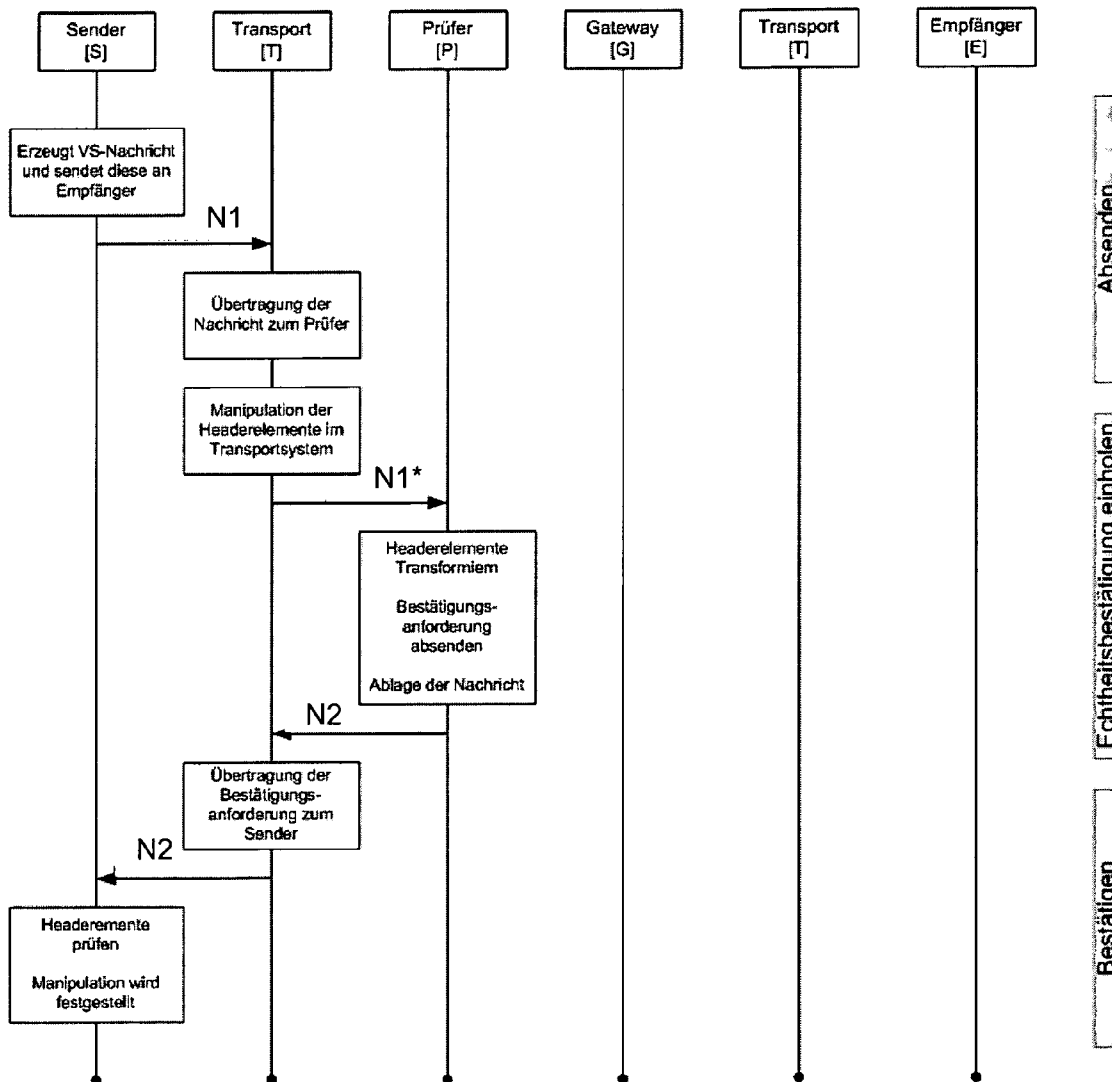 Sender
[S]
Transport
[T]
Prüfer
[P]
Gateway
[G]
Transport
[T]
Empfänger
[E]
Erzeugt VS-Nachricht
und sendet diese an
Empfänger
N1
Übertragung der
Nachricht zum Prüfer
Manipulation der
Headerelemente im
Transportsystem
N1*
Headerelemente
Transformiern
Bestätigungs-
anforderung
absenden
Ablage der Nachricht
N2
Übertragung der
Bestätigungs-
anforderung zum
Sender
N2
Headeremente
prüfen
Manipulation wird
festgestellt
Absenden
Echtheitsbestätigung einholen
Bestätigen